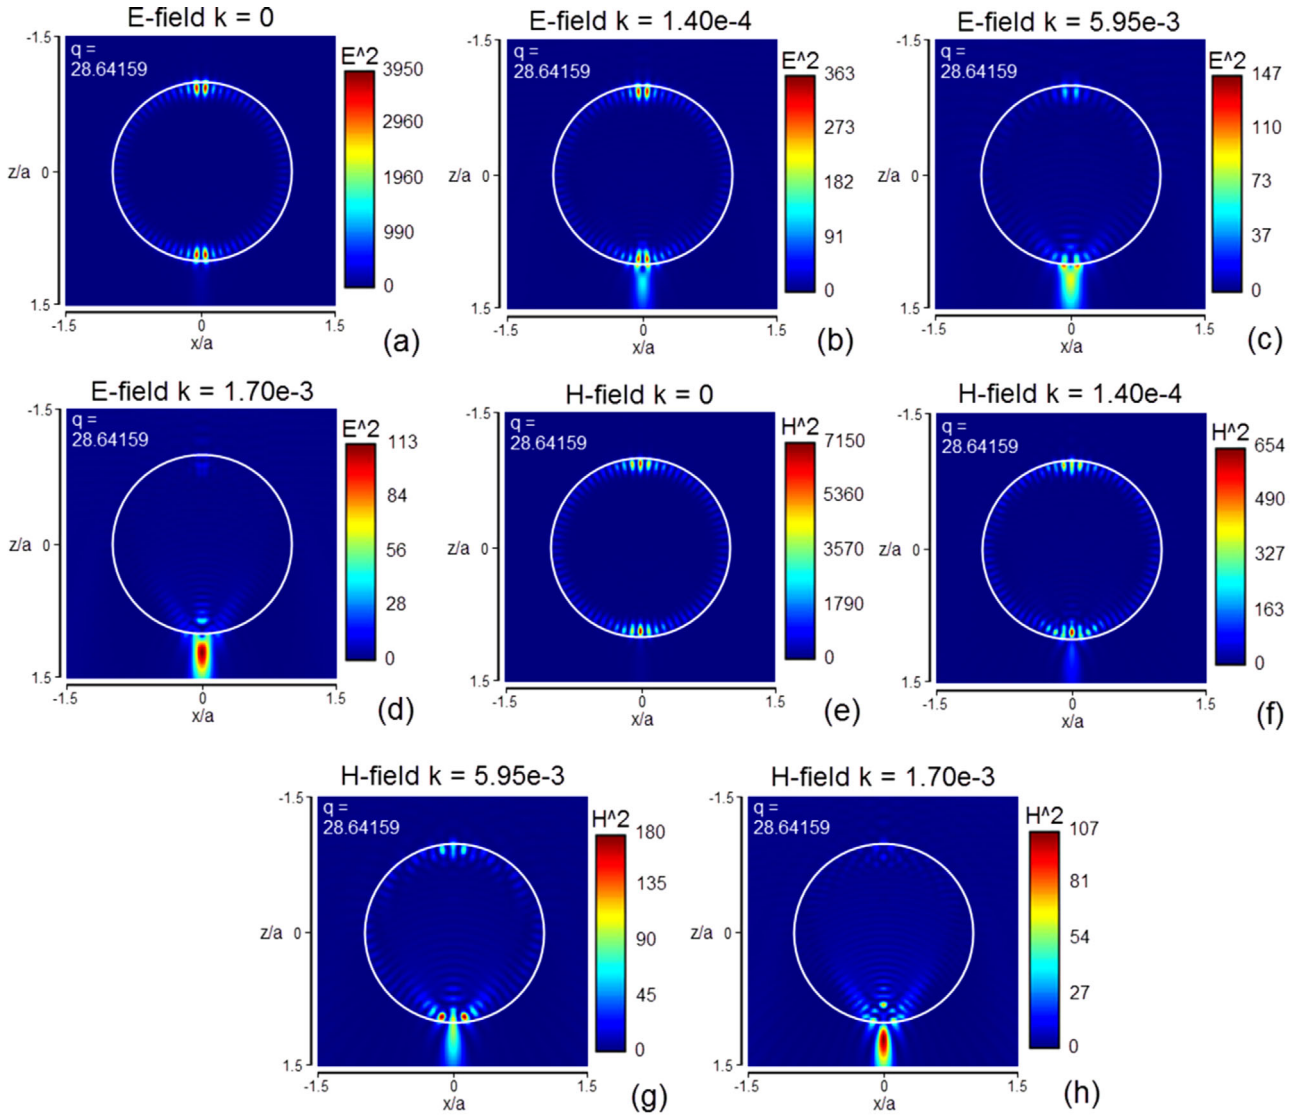 E-field k = 0
E-field k = 1.40e-4
E-field k = 5.95e-3
-1.5
q =
28.64159
E^2
3950
2960
1960
990
0
z/a 0
1.5
-1.5
0
1.5
x/a
(a)
-1.5
q =
28.64159
E^2
363
273
182
91
0
z/a 0
1.5
-1.5
0
1.5
x/a
(b)
-1.5
q =
28.64159
E^2
147
110
73
37
0
z/a 0
1.5
-1.5
0
1.5
x/a
(c)
E-field k = 1.70e-3
H-field k = 0
H-field k = 1.40e-4
-1.5
q =
28.64159
E^2
113
84
56
28
0
z/a 0
1.5
-1.5
0
1.5
x/a
(d)
-1.5
q =
28.64159
H^2
7150
5360
3570
1790
0
z/a 0
1.5
-1.5
0
1.5
x/a
(e)
-1.5
q =
28.64159
H^2
654
490
327
163
0
z/a 0
1.5
-1.5
0
1.5
x/a
(f)
H-field k = 5.95e-3
H-field k = 1.70e-3
-1.5
q =
28.64159
H^2
180
135
90
45
0
z/a 0
1.5
-1.5
0
1.5
x/a
(g)
-1.5
q =
28.64159
H^2
107
81
54
27
0
z/a 0
1.5
-1.5
0
1.5
x/a
(h)